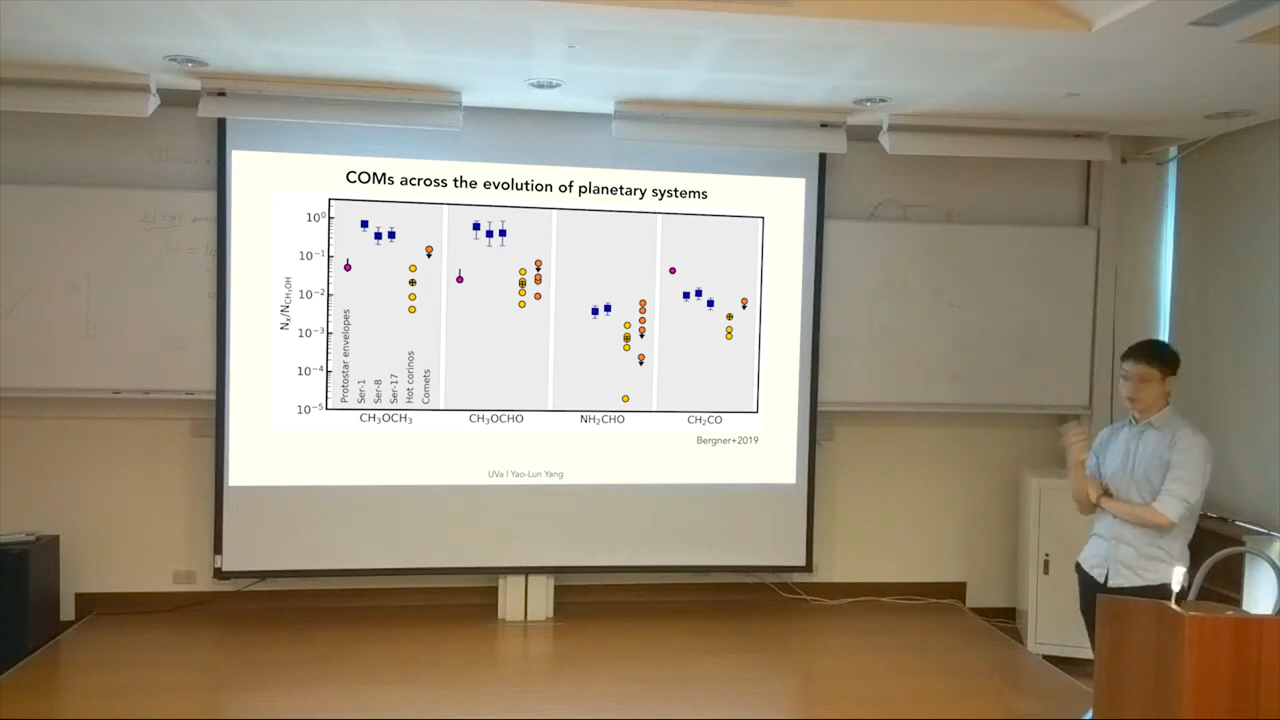 COMs across the evolution of planetary systems
10⁰
10⁻¹
10⁻²
10⁻³
10⁻⁴
10⁻⁵
Nₓ/N_CH₃OH
Protostar envelopes
Ser-1
Ser-8
Ser-17
Hot corinos
Comets
CH₃OCH₃ CH₃OCHO NH₂CHO CH₂CO
Bergner+2019
UVa | Yao-Lun Yang